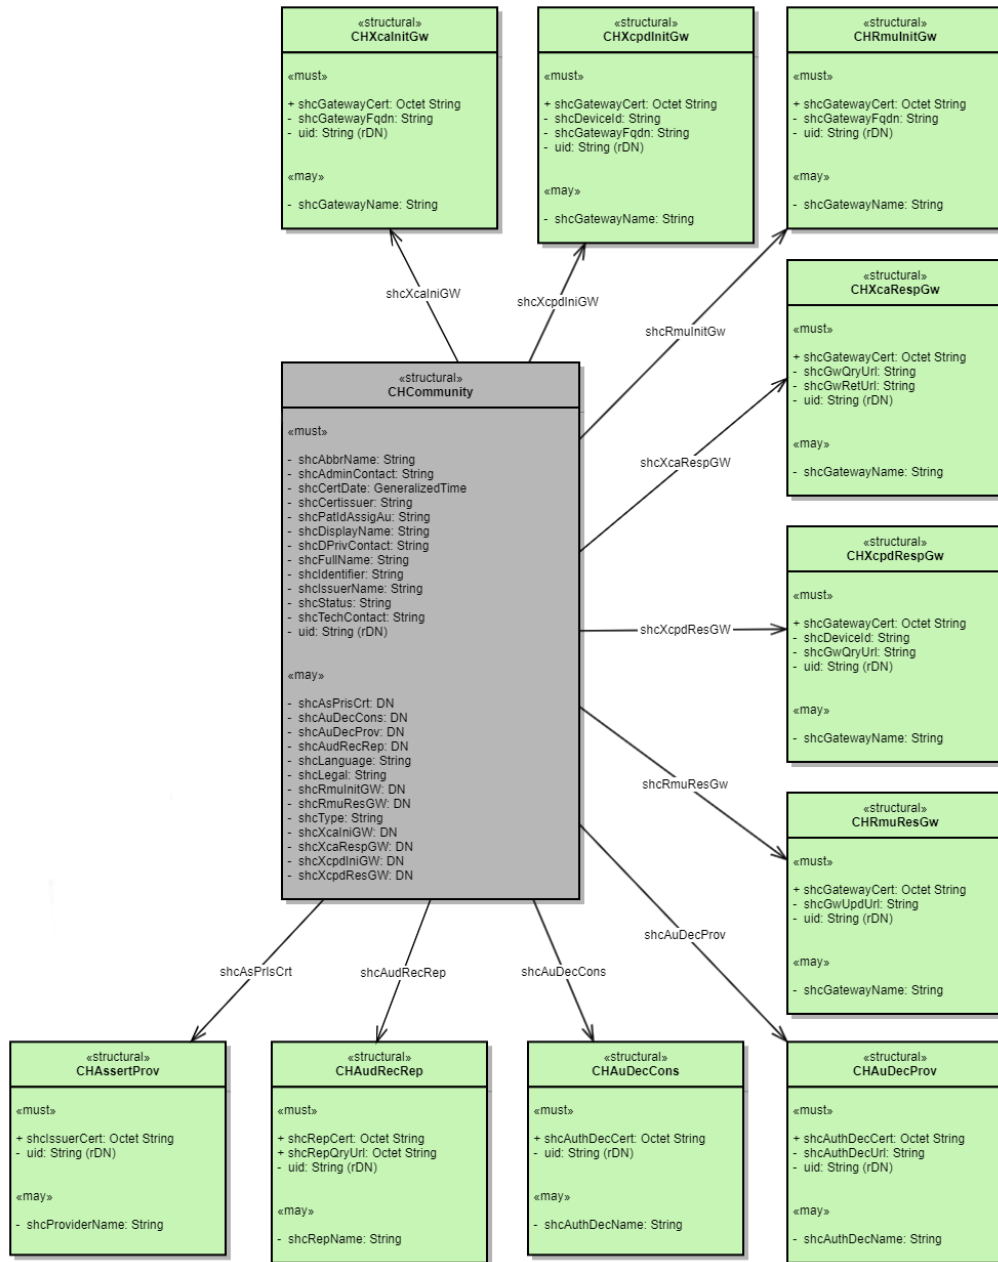 «structural»
CHXcaInitGw
«must»
+ shcGatewayCert: Octet String
- shcGatewayFqdn: String
- uid: String (rDN)
«may»
- shcGatewayName: String
«structural»
CHXcpdInitGw
«must»
+ shcGatewayCert: Octet String
- shcDeviceId: String
- shcGatewayFqdn: String
- uid: String (rDN)
«may»
- shcGatewayName: String
«structural»
CHRmuInitGw
«must»
+ shcGatewayCert: Octet String
- shcGatewayFqdn: String
- uid: String (rDN)
«may»
- shcGatewayName: String
shcXcaIniGW
shcXcpdIniGW
shcRmuInitGw
«structural»
CHXcaRespGw
«must»
+ shcGatewayCert: Octet String
- shcGwQryUrl: String
- shcGwRetUrl: String
- uid: String (rDN)
«may»
- shcGatewayName: String
«structural»
CHCommunity
«must»
- shcAbbrName: String
- shcAdminContact: String
- shcCertDate: GeneralizedTime
- shcCertissuer: String
- shcPatIdAssigAu: String
- shcDisplayName: String
- shcDPrivContact: String
- shcFullName: String
- shcIdentifier: String
- shcIssuerName: String
- shcStatus: String
- shcTechContact: String
- uid: String (rDN)
«may»
- shcAsPrisCrt: DN
- shcAuDecCons: DN
- shcAuDecProv: DN
- shcAudRecRep: DN
- shcLanguage: String
- shcLegal: String
- shcRmuInitGW: DN
- shcRmuResGW: DN
- shcType: String
- shcXcaIniGW: DN
- shcXcaRespGW: DN
- shcXcpdIniGW: DN
- shcXcpdResGW: DN
shcXcaRespGW
«structural»
CHXcpdRespGw
«must»
+ shcGatewayCert: Octet String
- shcDeviceId: String
- shcGwQryUrl: String
- uid: String (rDN)
«may»
- shcGatewayName: String
shcXcpdResGW
shcRmuResGw
«structural»
CHRmuResGw
«must»
+ shcGatewayCert: Octet String
- shcGwUpdUrl: String
- uid: String (rDN)
«may»
- shcGatewayName: String
shcAuDecProv
shcAsPrIsCrt
shcAudRecRep
shcAuDecCons
«structural»
CHAssertProv
«must»
+ shcIssuerCert: Octet String
- uid: String (rDN)
«may»
- shcProviderName: String
«structural»
CHAudRecRep
«must»
+ shcRepCert: Octet String
+ shcRepQryUrl: Octet String
- uid: String (rDN)
«may»
- shcRepName: String
«structural»
CHAuDecCons
«must»
+ shcAuthDecCert: Octet String
- uid: String (rDN)
«may»
- shcAuthDecName: String
«structural»
CHAuDecProv
«must»
+ shcAuthDecCert: Octet String
- shcAuthDecUrl: String
- uid: String (rDN)
«may»
- shcAuthDecName: String